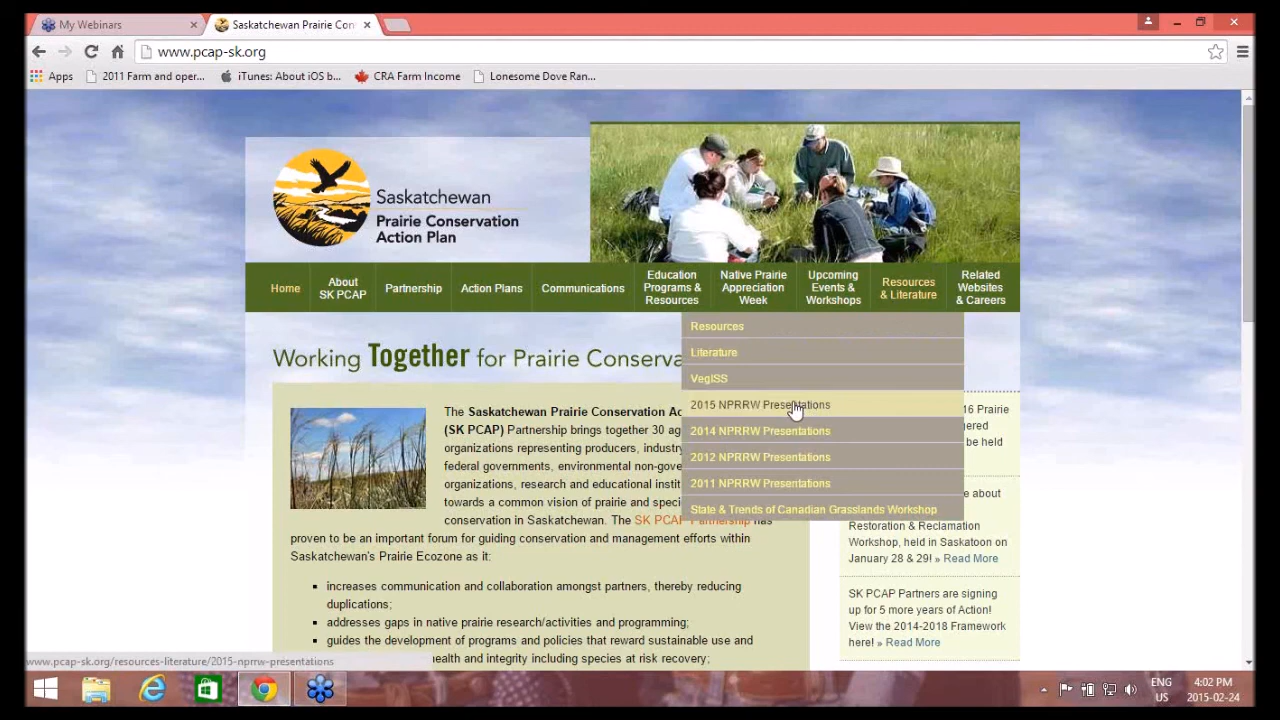 My Webinars
Saskatchewan Prairie Con
www.pcap-sk.org
Apps
2011 Farm and oper...
iTunes: About iOS b...
CRA Farm Income
Lonesome Dove Ran...
Saskatchewan
Prairie Conservation
Action Plan
Home
About
SK PCAP
Partnership
Action Plans
Communications
Education
Programs &
Resources
Native Prairie
Appreciation
Week
Upcoming
Events &
Workshops
Resources
& Literature
Related
Websites
& Careers
Resources
Literature
VegISS
2015 NPRRW Presentations
2014 NPRRW Presentations
2012 NPRRW Presentations
2011 NPRRW Presentations
State & Trends of Canadian Grasslands Workshop
Working Together for Prairie Conserva
The Saskatchewan Prairie Conservation Ac
(SK PCAP) Partnership brings together 30 ag
organizations representing producers, industry
federal governments, environmental non-gove
organizations, research and educational instit
towards a common vision of prairie and speci
conservation in Saskatchewan. The SK PCAP Partnership has
proven to be an important forum for guiding conservation and management efforts within
Saskatchewan's Prairie Ecozone as it:
increases communication and collaboration amongst partners, thereby reducing
duplications;
addresses gaps in native prairie research/activities and programming;
guides the development of programs and policies that reward sustainable use and
health and integrity including species at risk recovery;
16 Prairie
gered
be held
e about
Restoration & Reclamation
Workshop, held in Saskatoon on
January 28 & 29! » Read More
SK PCAP Partners are signing
up for 5 more years of Action!
View the 2014-2018 Framework
here! » Read More
www.pcap-sk.org/resources-literature/2015-nprrw-presentations
ENG
US
4:02 PM
2015-02-24